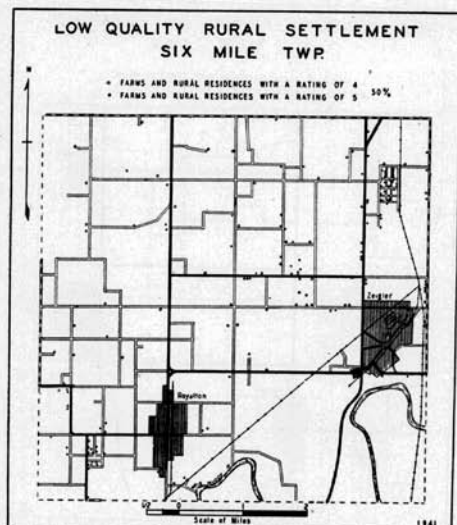 LOW QUALITY RURAL SETTLEMENT
SIX MILE TWP.
N
• FARMS AND RURAL RESIDENCES WITH A RATING OF 4
• FARMS AND RURAL RESIDENCES WITH A RATING OF 5
50%
Zeigler
Royalton
0
Scale of Miles
1941